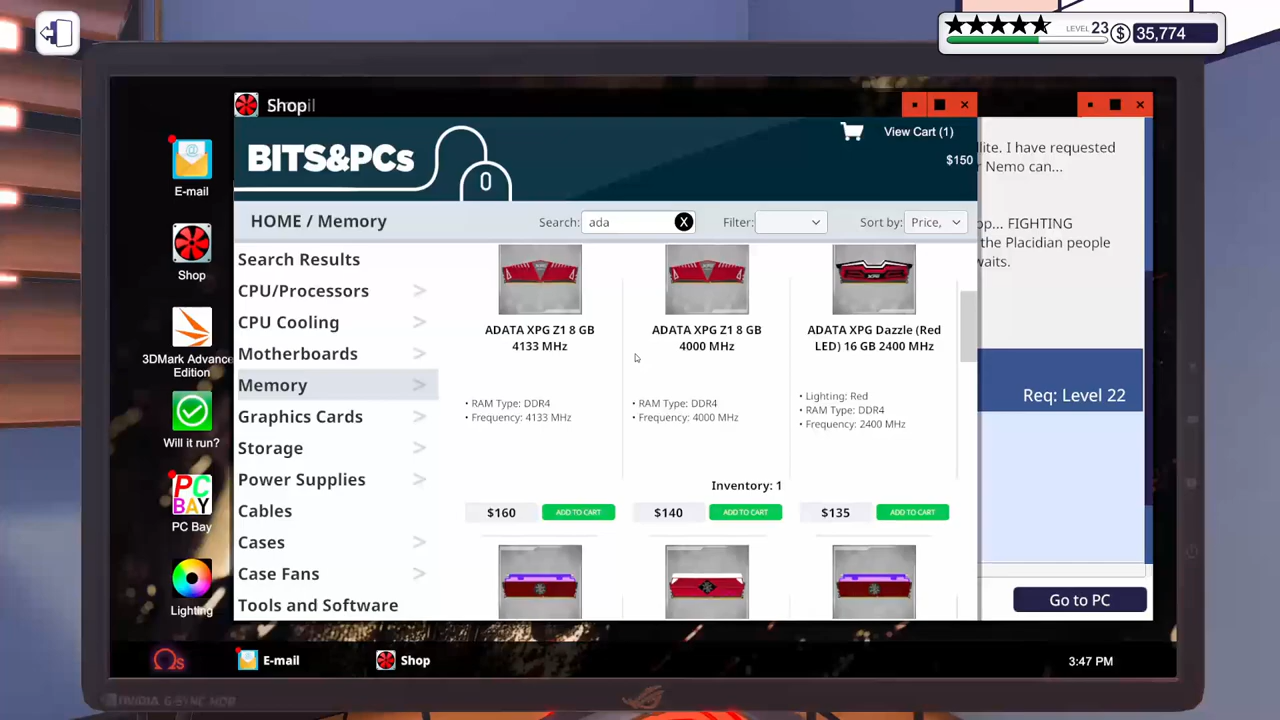 LEVEL 23 $ 35,774
Shop
BITS&PCs
View Cart (1)
$150
HOME / Memory
Search: ada X
Filter:
Sort by: Price,
Search Results
CPU/Processors >
CPU Cooling >
Motherboards >
Memory >
Graphics Cards >
Storage >
Power Supplies >
Cables
Cases >
Case Fans >
Tools and Software
ADATA XPG Z1 8 GB
4133 MHz
• RAM Type: DDR4
• Frequency: 4133 MHz
$160 ADD TO CART
ADATA XPG Z1 8 GB
4000 MHz
• RAM Type: DDR4
• Frequency: 4000 MHz
Inventory: 1
$140 ADD TO CART
ADATA XPG Dazzle (Red
LED) 16 GB 2400 MHz
• Lighting: Red
• RAM Type: DDR4
• Frequency: 2400 MHz
$135 ADD TO CART
llite. I have requested
r Nemo can...
op... FIGHTING
the Placidian people
waits.
Req: Level 22
Go to PC
E-mail
Shop
3DMark Advance
Edition
Will it run?
PC
BAY
PC Bay
Lighting
Ωs
E-mail
Shop
3:47 PM
NVIDIA G-SYNC HDR